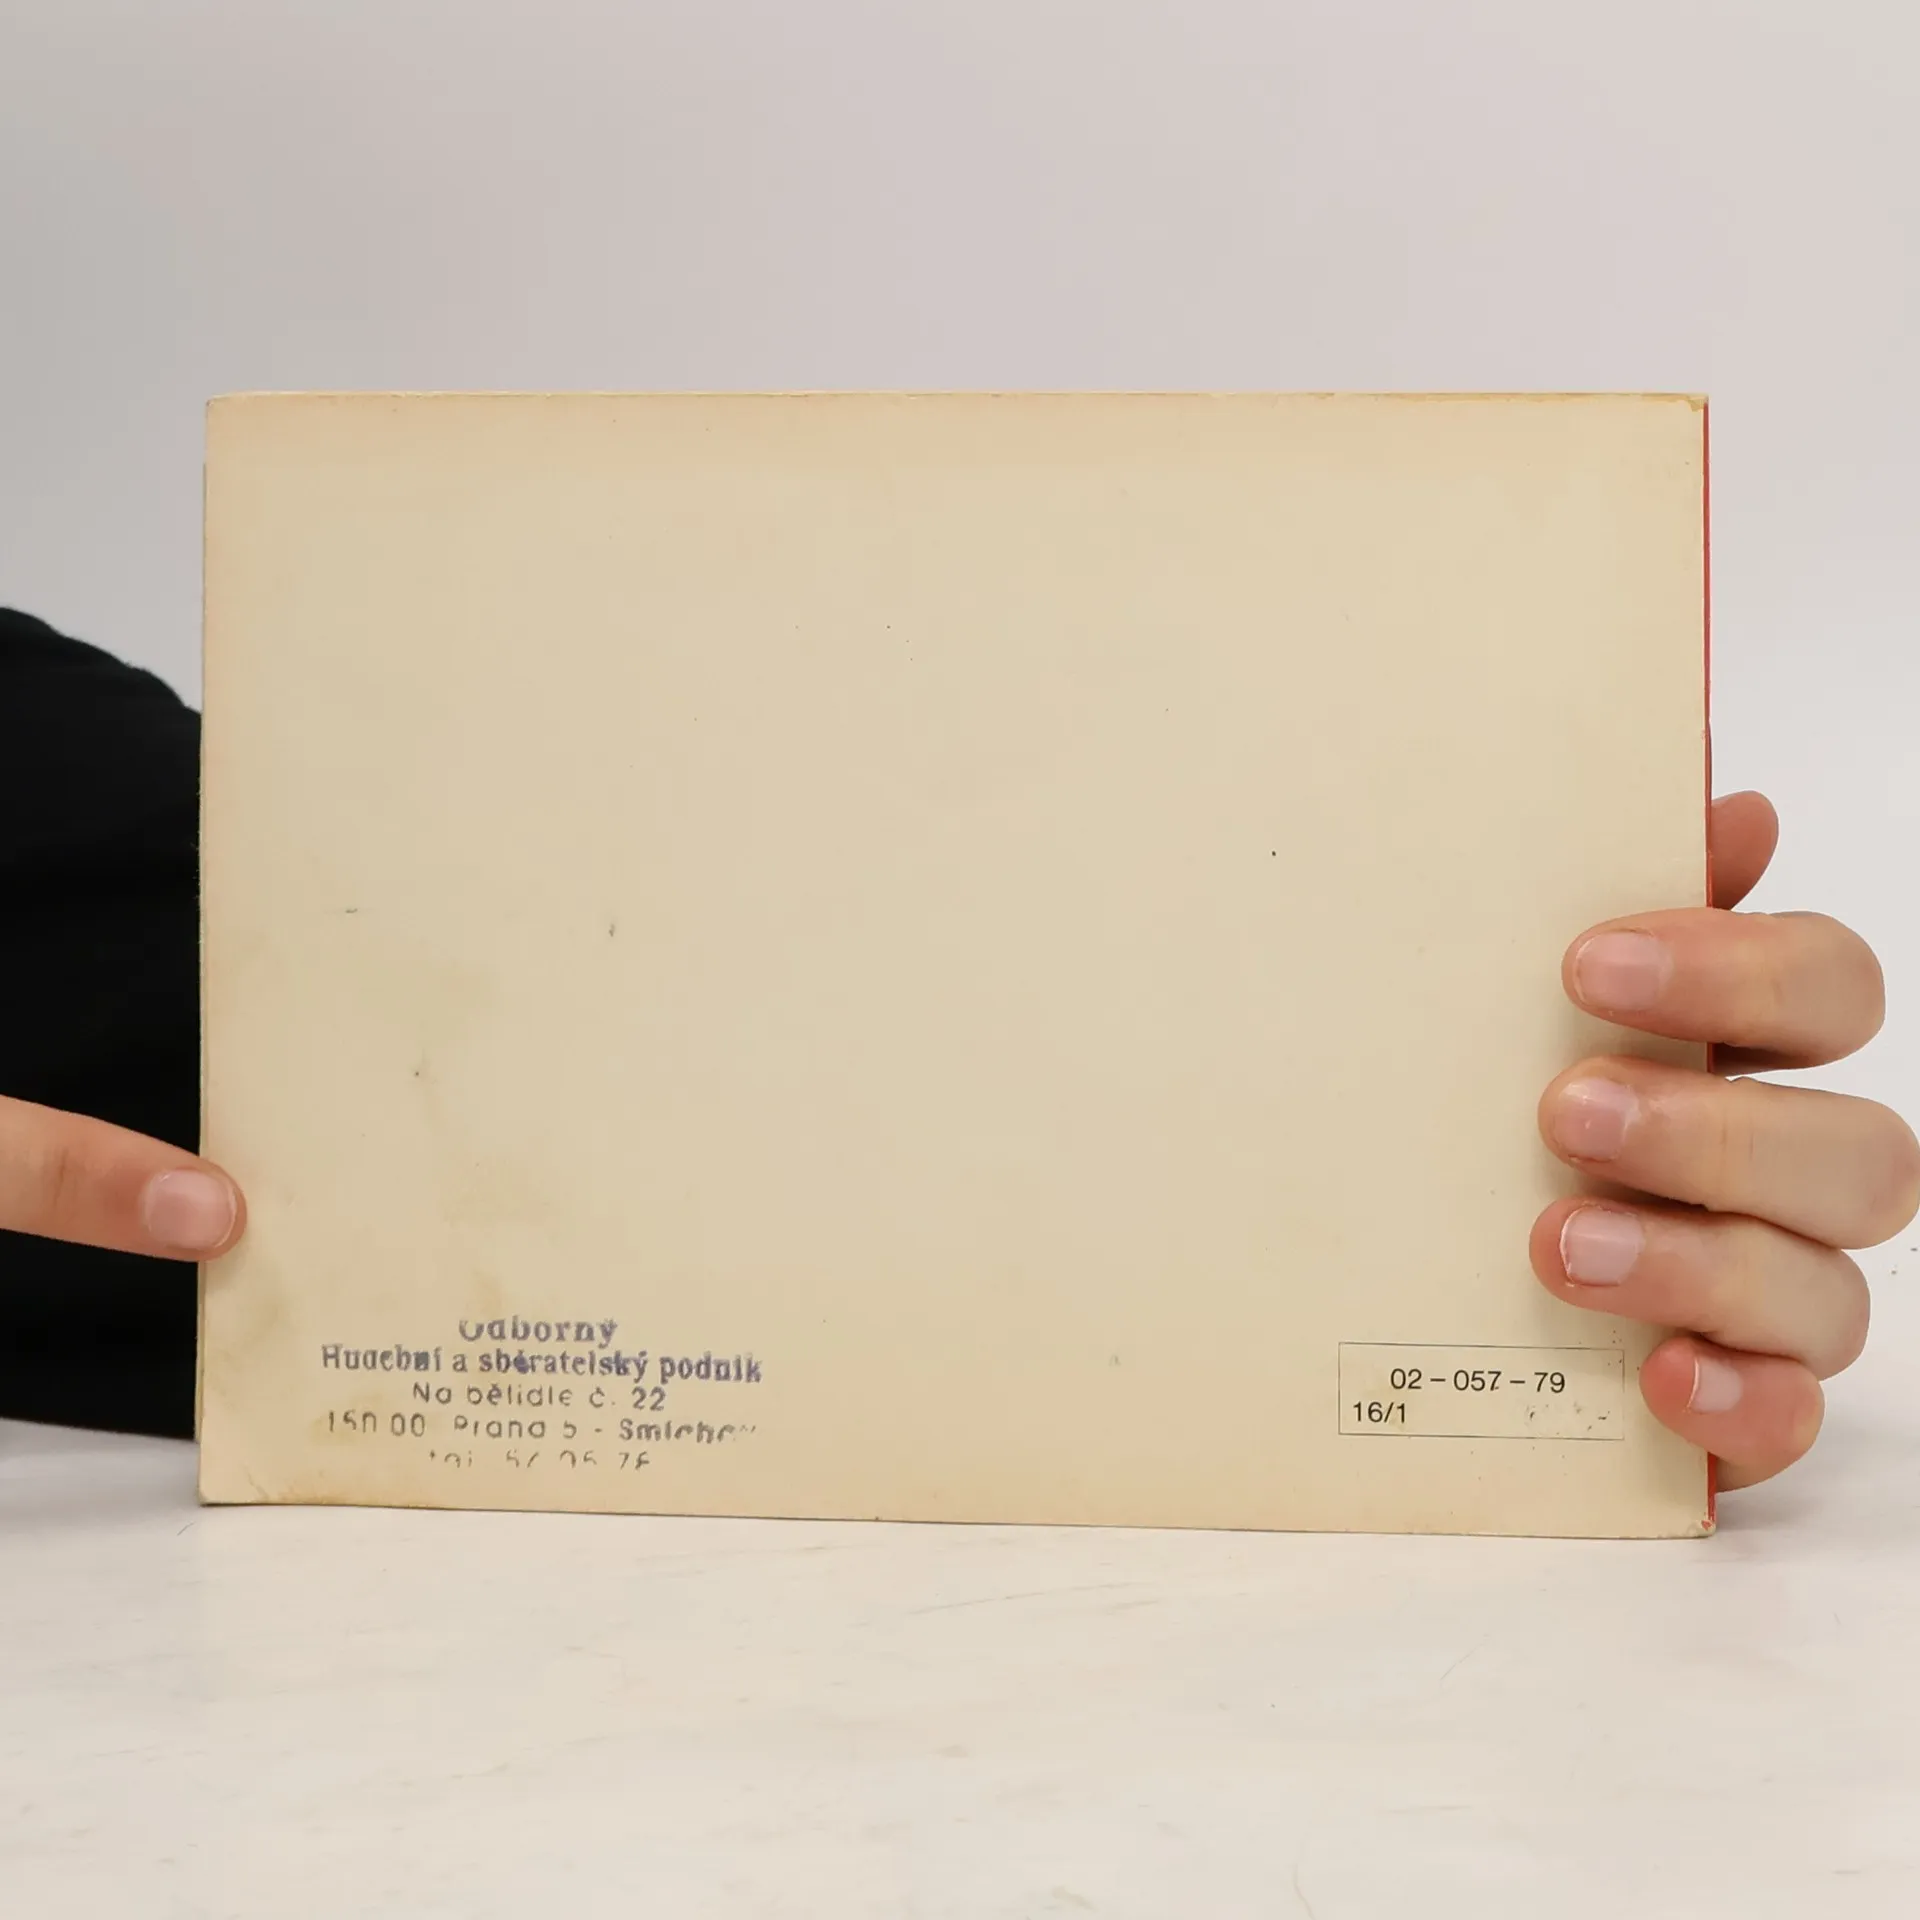 Odborný
Hudební a sběratelský podnik
Na bělidle č. 22
150 00 Praha 5 - Smíchov
02 – 057 – 79
16/1